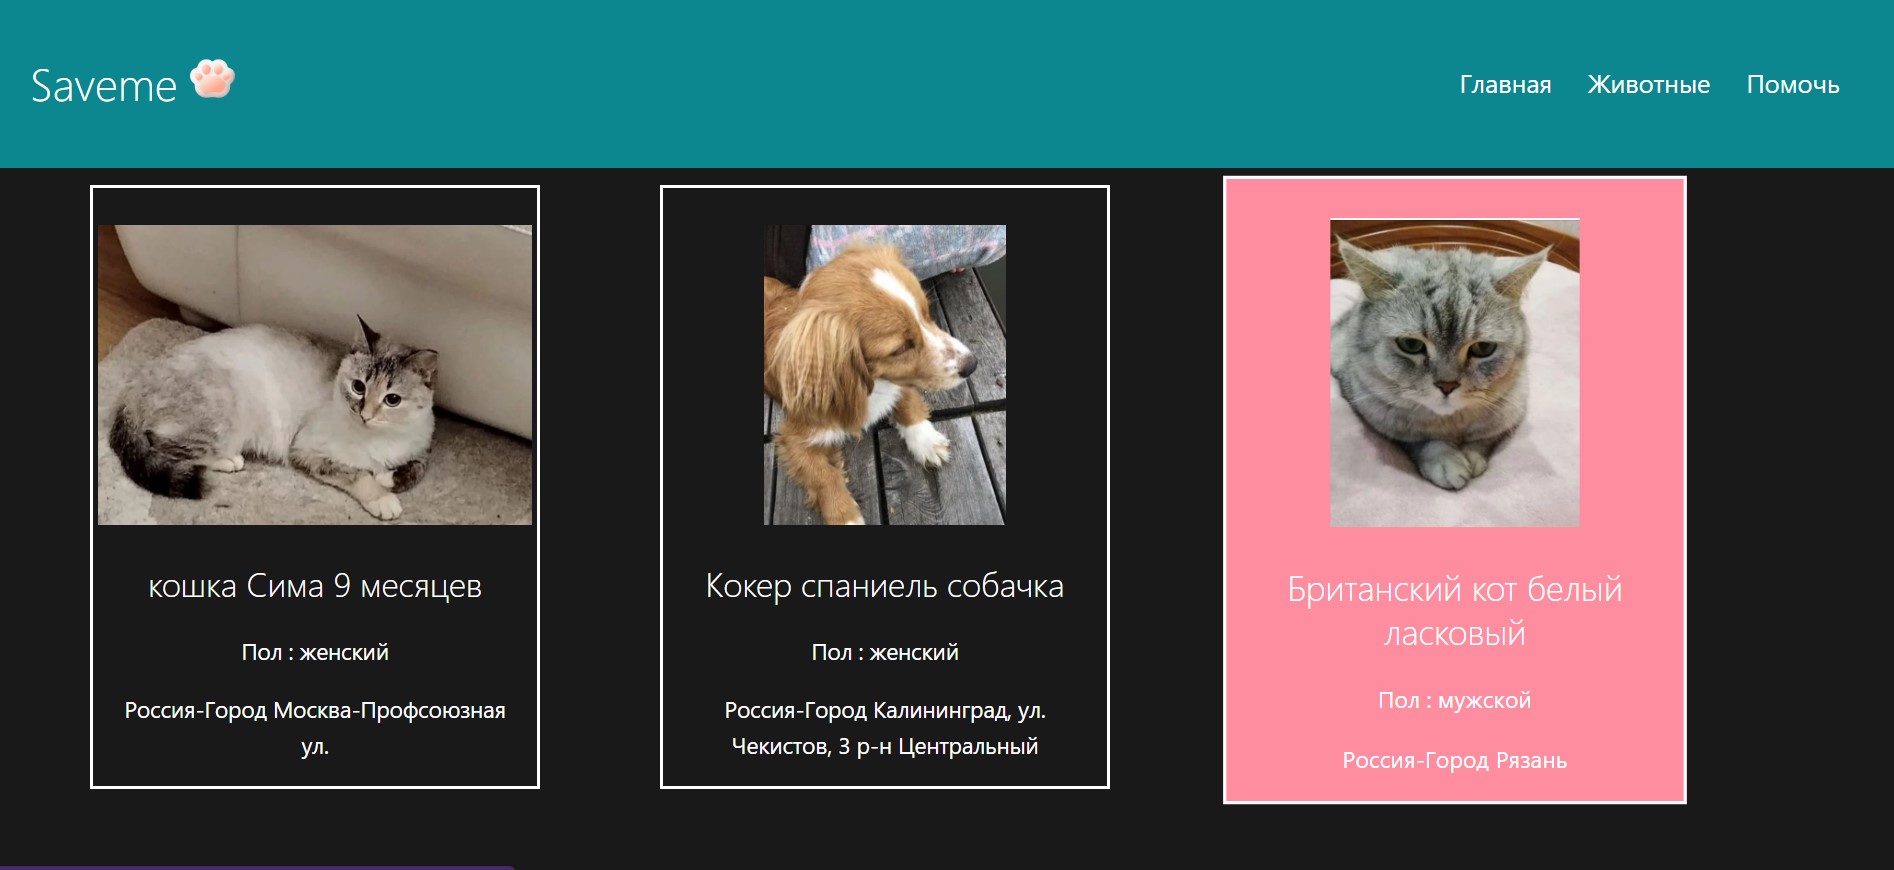 Saveme
Главная Животные Помочь
кошка Сима 9 месяцев
Пол : женский
Россия-Город Москва-Профсоюзная
ул.
Кокер спаниель собачка
Пол : женский
Россия-Город Калининград, ул.
Чекистов, 3 р-н Центральный
Британский кот белый
ласковый
Пол : мужской
Россия-Город Рязань